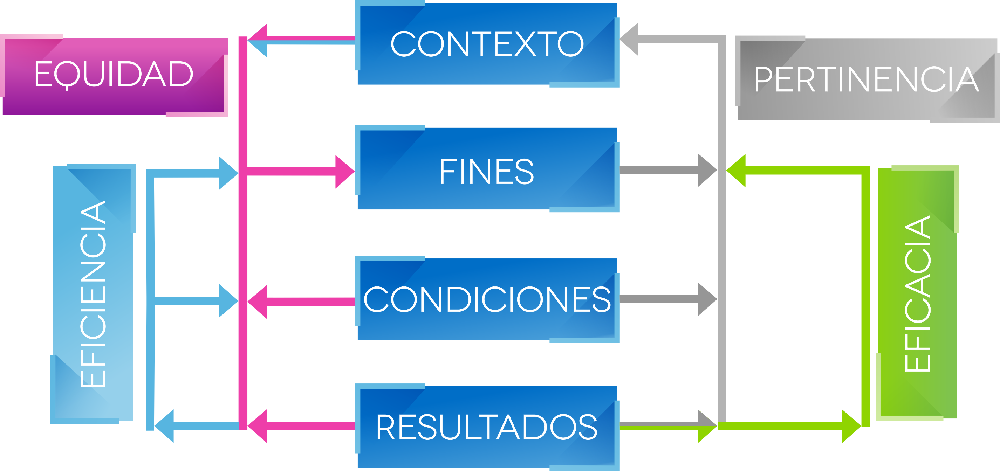 CONTEXTO
EQUIDAD
PERTINENCIA
FINES
EFICIENCIA
EFICACIA
CONDICIONES
RESULTADOS